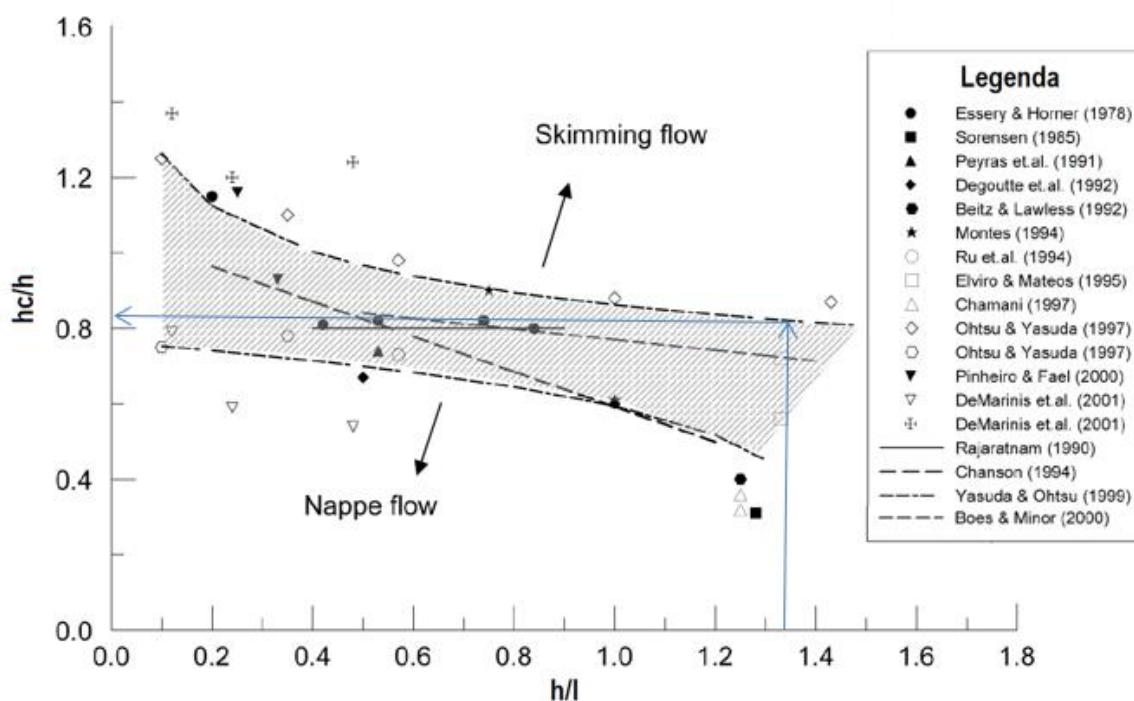 1.6
1.2
0.8
0.4
0.0
hc/h
0.0
0.2
0.4
0.6
0.8
1.0
1.2
1.4
1.6
1.8
h/l
Skimming flow
Nappe flow
Legenda
Essery & Horner (1978)
Sorensen (1985)
Peyras et.al. (1991)
Degoutte et.al. (1992)
Beitz & Lawless (1992)
Montes (1994)
Ru et.al. (1994)
Elviro & Mateos (1995)
Chamani (1997)
Ohtsu & Yasuda (1997)
Ohtsu & Yasuda (1997)
Pinheiro & Fael (2000)
DeMarinis et.al. (2001)
DeMarinis et.al. (2001)
Rajaratnam (1990)
Chanson (1994)
Yasuda & Ohtsu (1999)
Boes & Minor (2000)